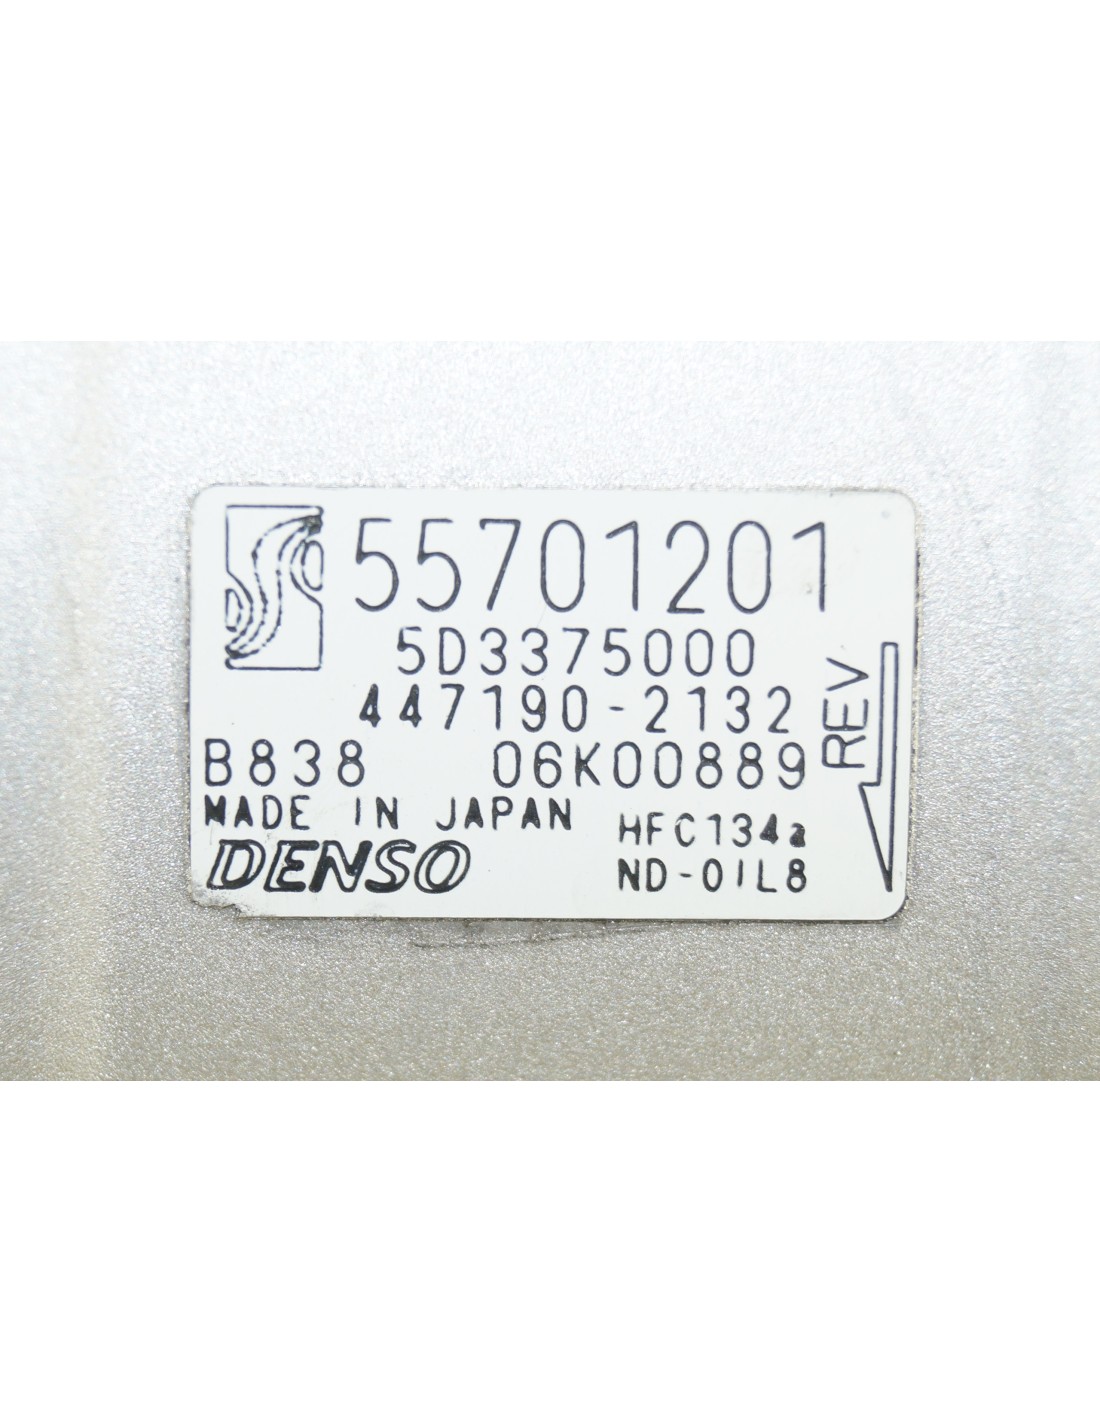 55701201
5D3375000
447190-2132
B838 06K00889
MADE IN JAPAN
HFC134a
DENSO
ND-OIL8
REV